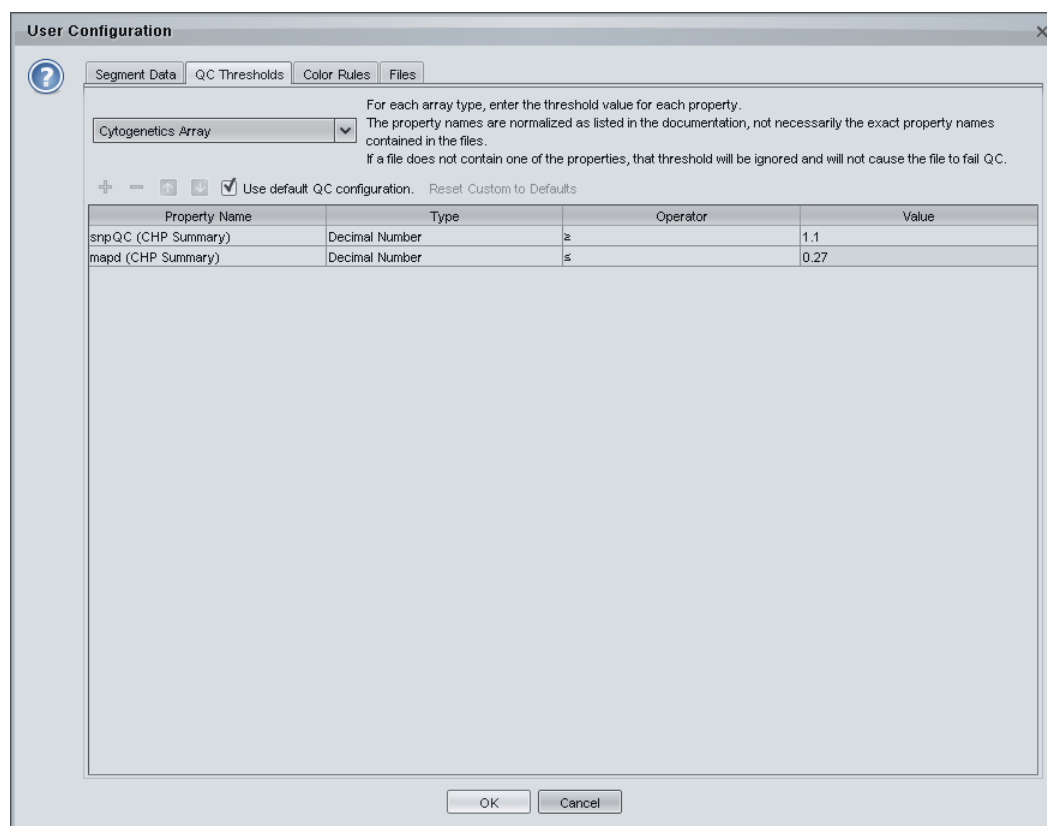 User Configuration
Segment Data QC Thresholds Color Rules Files
Cytogenetics Array
For each array type, enter the threshold value for each property.
The property names are normalized as listed in the documentation, not necessarily the exact property names
contained in the files.
If a file does not contain one of the properties, that threshold will be ignored and will not cause the file to fail QC.
Use default QC configuration. Reset Custom to Defaults
Property Name Type Operator Value
snpQC (CHP Summary) Decimal Number ≥ 1.1
mapd (CHP Summary) Decimal Number ≤ 0.27
OK Cancel